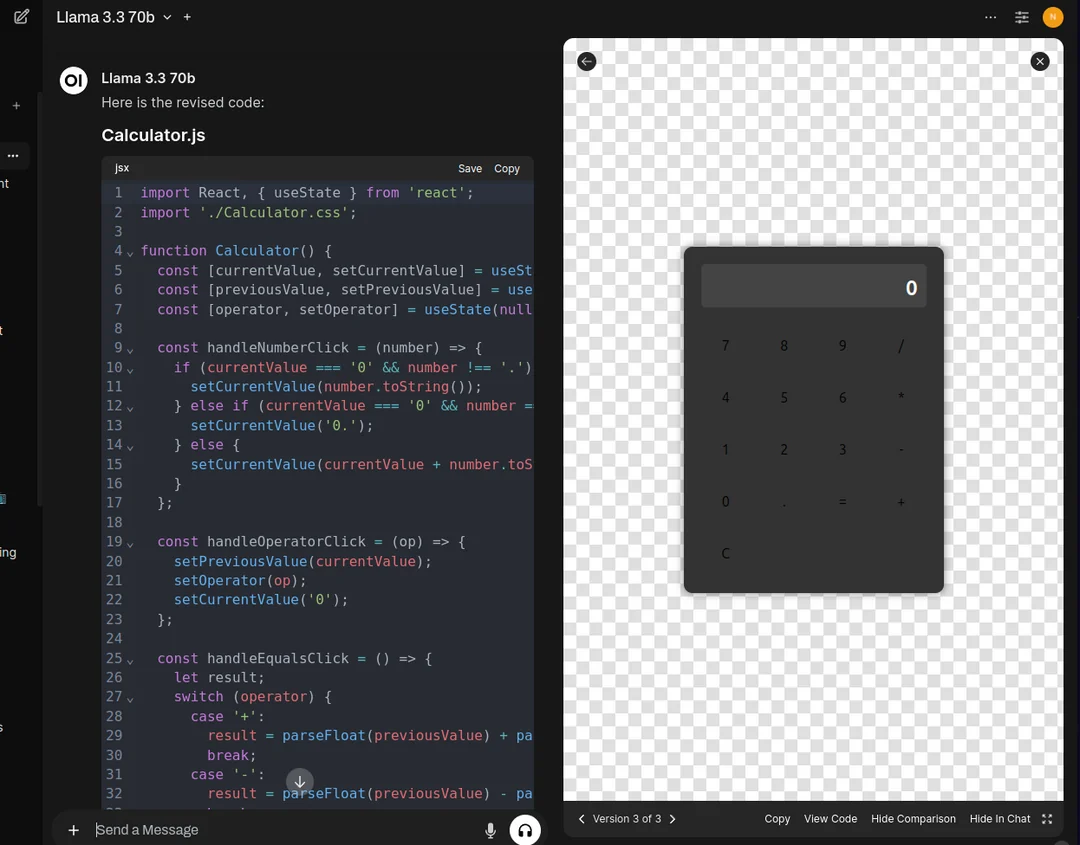 Llama 3.3 70b
N
nt
t
ing
s
OI
Llama 3.3 70b
Here is the revised code:
Calculator.js
jsx Save Copy
1 import React, { useState } from 'react';
2 import './Calculator.css';
3
4 function Calculator() {
5 const [currentValue, setCurrentValue] = useSt
6 const [previousValue, setPreviousValue] = use
7 const [operator, setOperator] = useState(null
8
9 const handleNumberClick = (number) => {
10 if (currentValue === '0' && number !== '.')
11 setCurrentValue(number.toString());
12 } else if (currentValue === '0' && number =
13 setCurrentValue('0.');
14 } else {
15 setCurrentValue(currentValue + number.toS
16 }
17 };
18
19 const handleOperatorClick = (op) => {
20 setPreviousValue(currentValue);
21 setOperator(op);
22 setCurrentValue('0');
23 };
24
25 const handleEqualsClick = () => {
26 let result;
27 switch (operator) {
28 case '+':
29 result = parseFloat(previousValue) + pa
30 break;
31 case '-':
32 result = parseFloat(previousValue) - pa
Send a Message
0
7 8 9 /
4 5 6 *
1 2 3 -
0 . = +
C
Version 3 of 3 Copy View Code Hide Comparison Hide In Chat